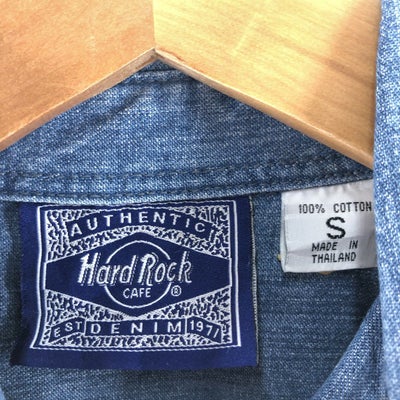 AUTHENTIC
Hard Rock
CAFE ®
EST DENIM 1971
100% COTTON
S
MADE IN
THAILAND